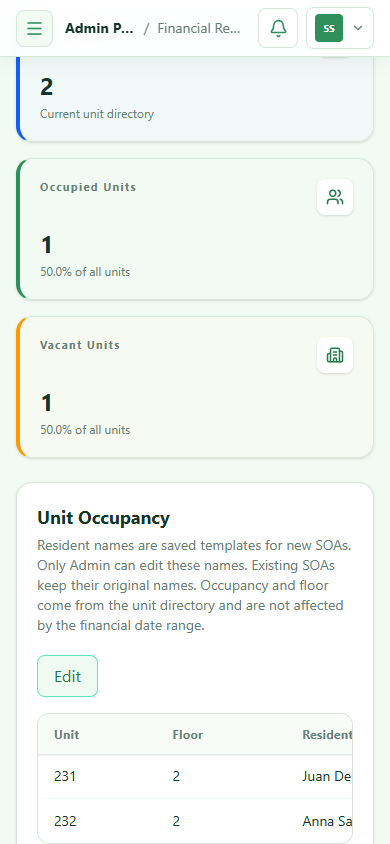 Admin P... / Financial Re... SS
2
Current unit directory
Occupied Units
1
50.0% of all units
Vacant Units
1
50.0% of all units
Unit Occupancy
Resident names are saved templates for new SOAs.
Only Admin can edit these names. Existing SOAs
keep their original names. Occupancy and floor
come from the unit directory and are not affected
by the financial date range.
Edit
Unit Floor Resident
231 2 Juan De
232 2 Anna Sa